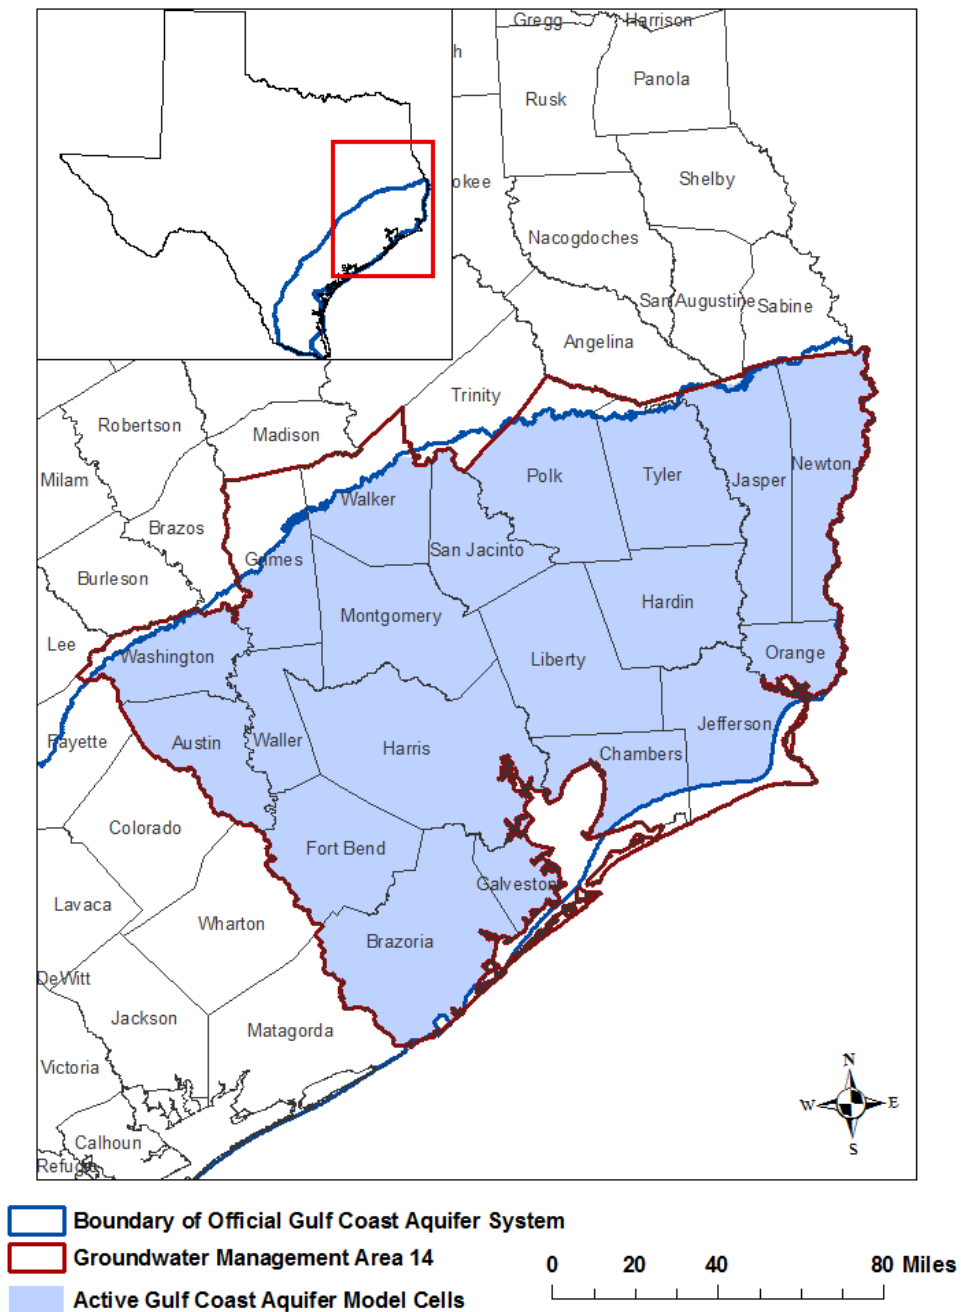 Gregg
Harrison
h
Panola
Rusk
okee
Shelby
Nacogdoches
San Augustine
Sabine
Angelina
Trinity
Robertson
Madison
Milam
Polk
Tyler
Jasper
Newton
Walker
Brazos
Grimes
San Jacinto
Burleson
Hardin
Montgomery
Lee
Washington
Liberty
Orange
Fayette
Austin
Waller
Harris
Chambers
Jefferson
Colorado
Fort Bend
Galveston
Lavaca
Wharton
Brazoria
DeWitt
Jackson
Matagorda
Victoria
Calhoun
Refug
N
W
E
S
Boundary of Official Gulf Coast Aquifer System
Groundwater Management Area 14
Active Gulf Coast Aquifer Model Cells
0 20 40 80 Miles